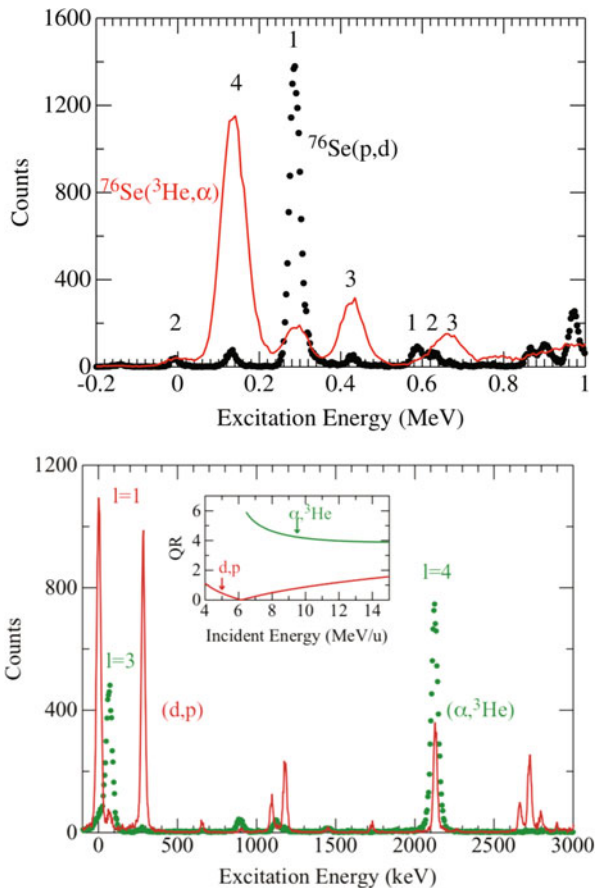 1600
1200
800
400
0
Counts
1
4
⁷⁶Se(p,d)
⁷⁶Se(³He,α)
3
2
1 2 3
-0.2 0 0.2 0.4 0.6 0.8 1
Excitation Energy (MeV)
1200
800
400
0
Counts
l=1
l=3
(d,p)
l=4
(α,³He)
6
4
2
0
QR
α,³He
d,p
4 6 8 10 12 14
Incident Energy (MeV/u)
0 500 1000 1500 2000 2500 3000
Excitation Energy (keV)